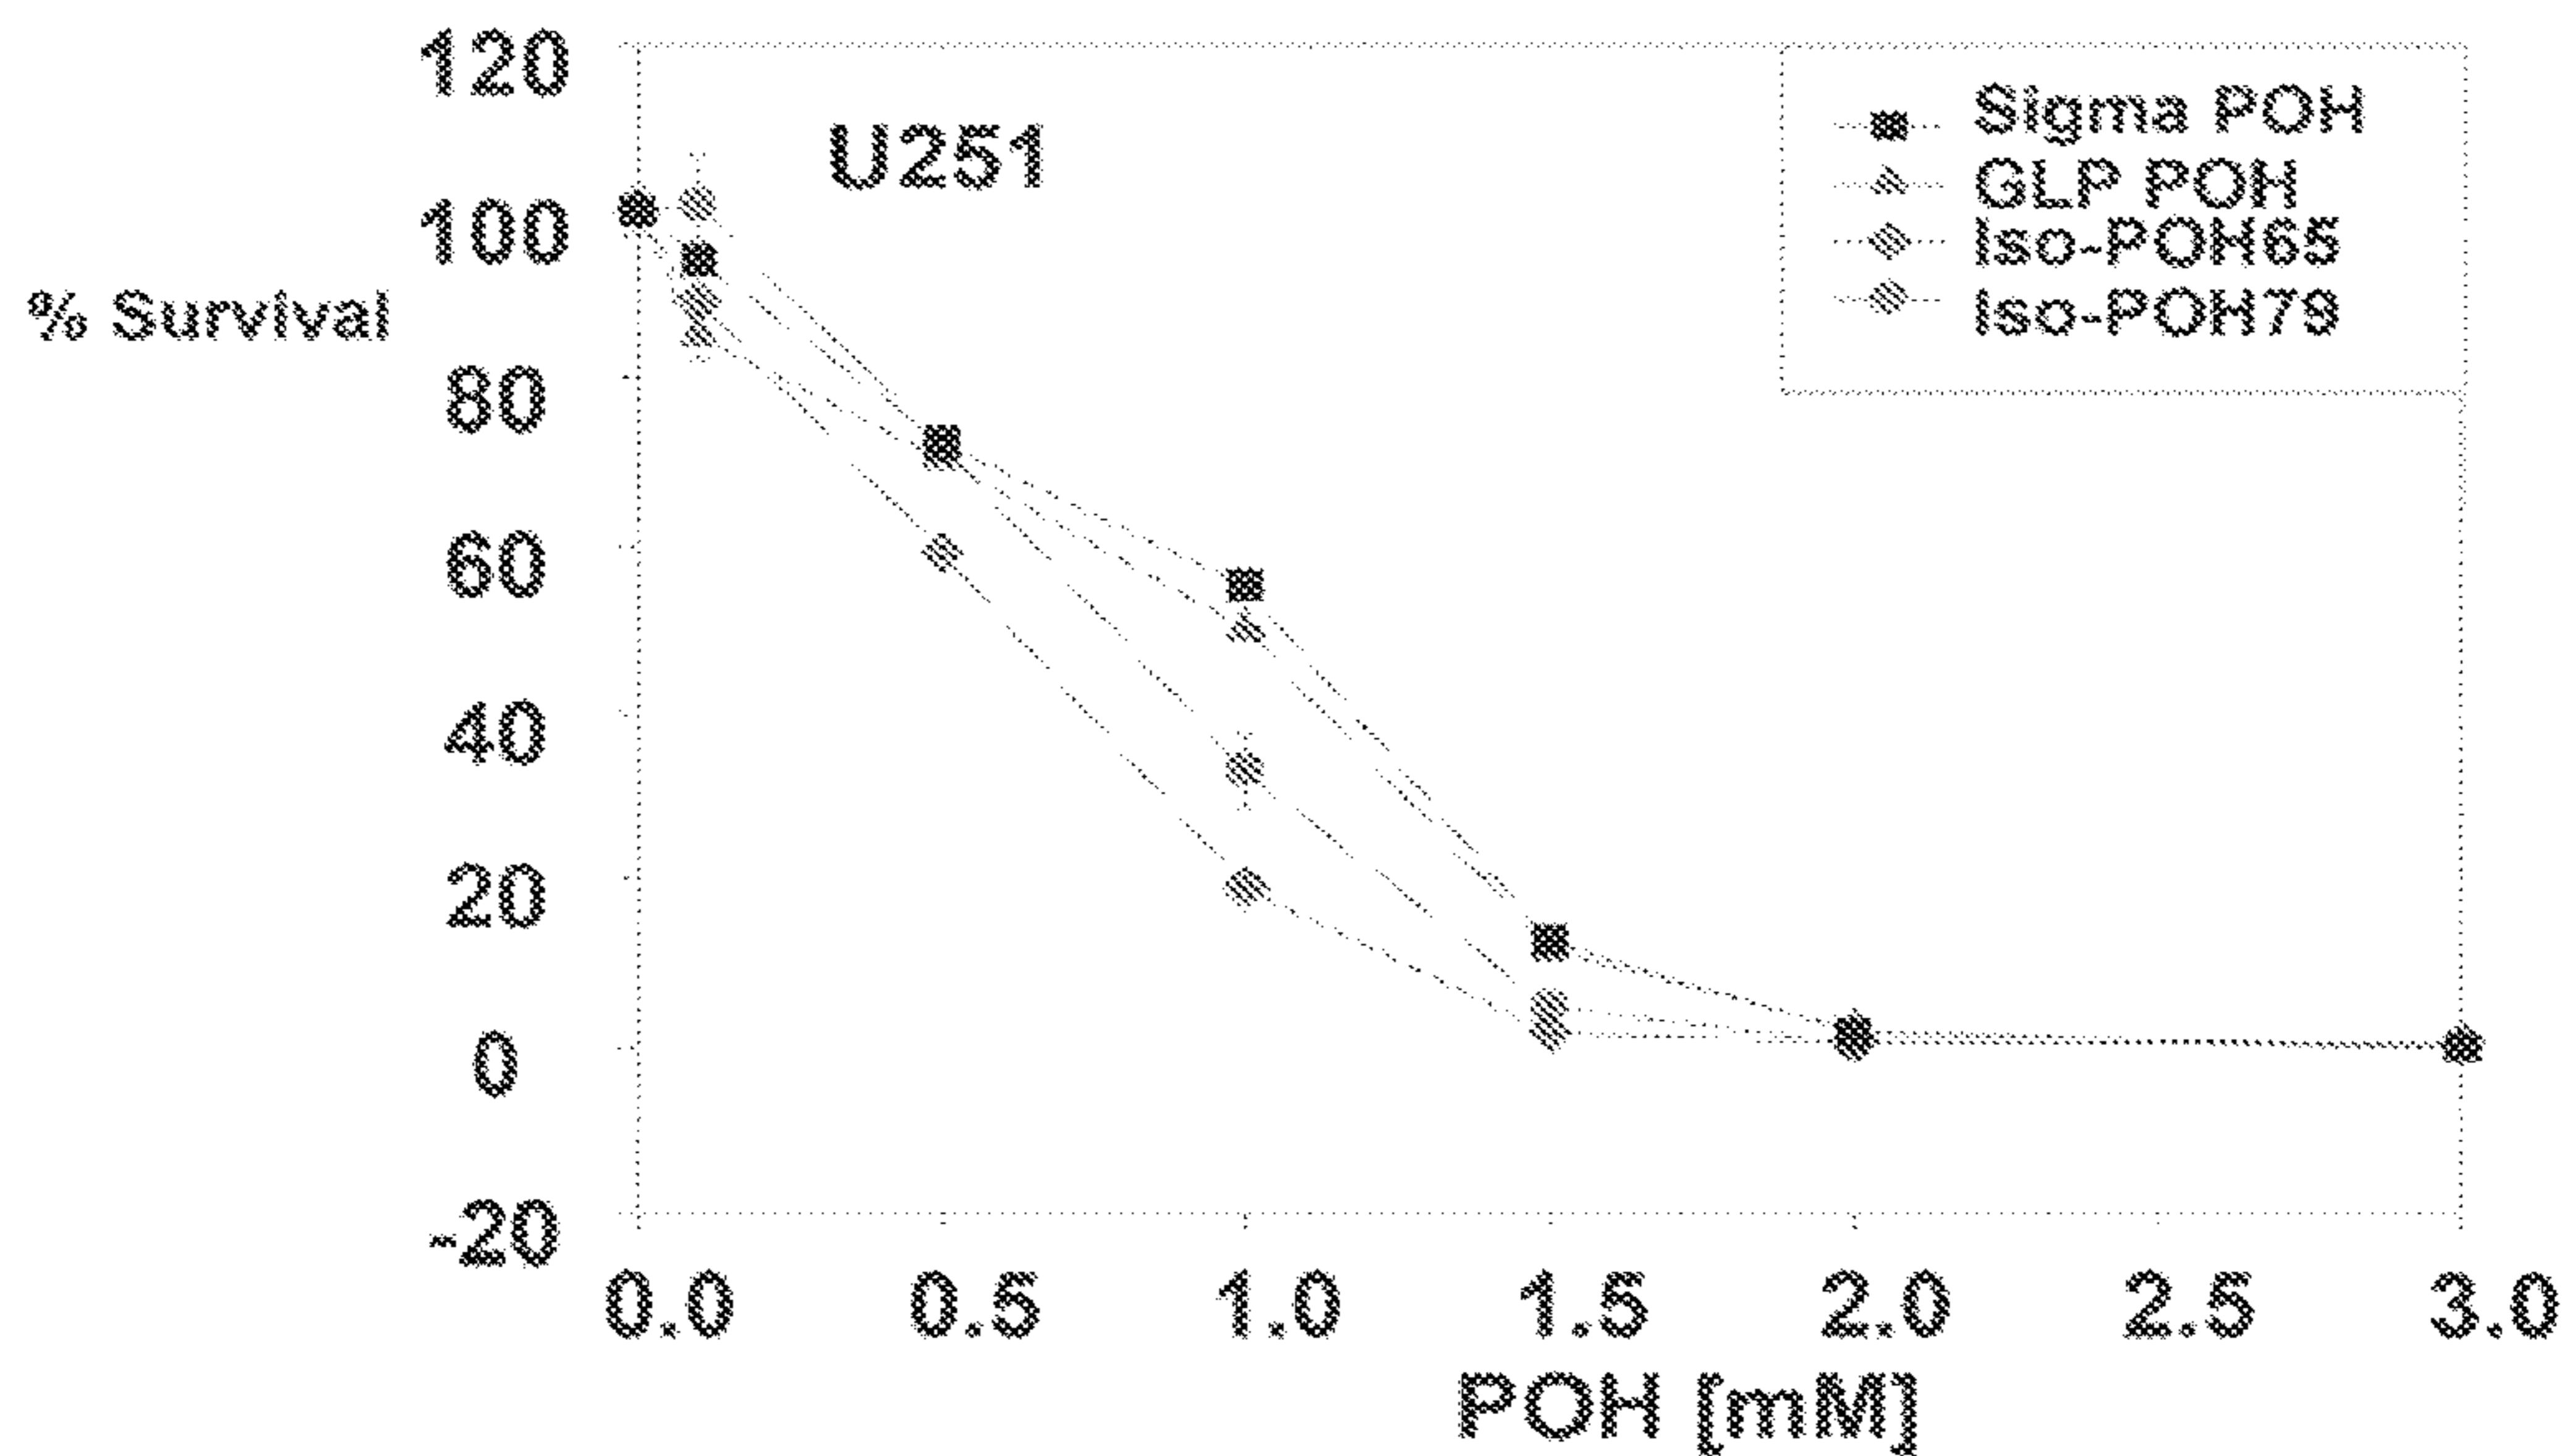 120
U251
Sigma POH
GLP POH
Iso-POH65
Iso-POH79
100
% Survival
80
60
40
20
0
-20
0.0 0.5 1.0 1.5 2.0 2.5 3.0
POH [mM]